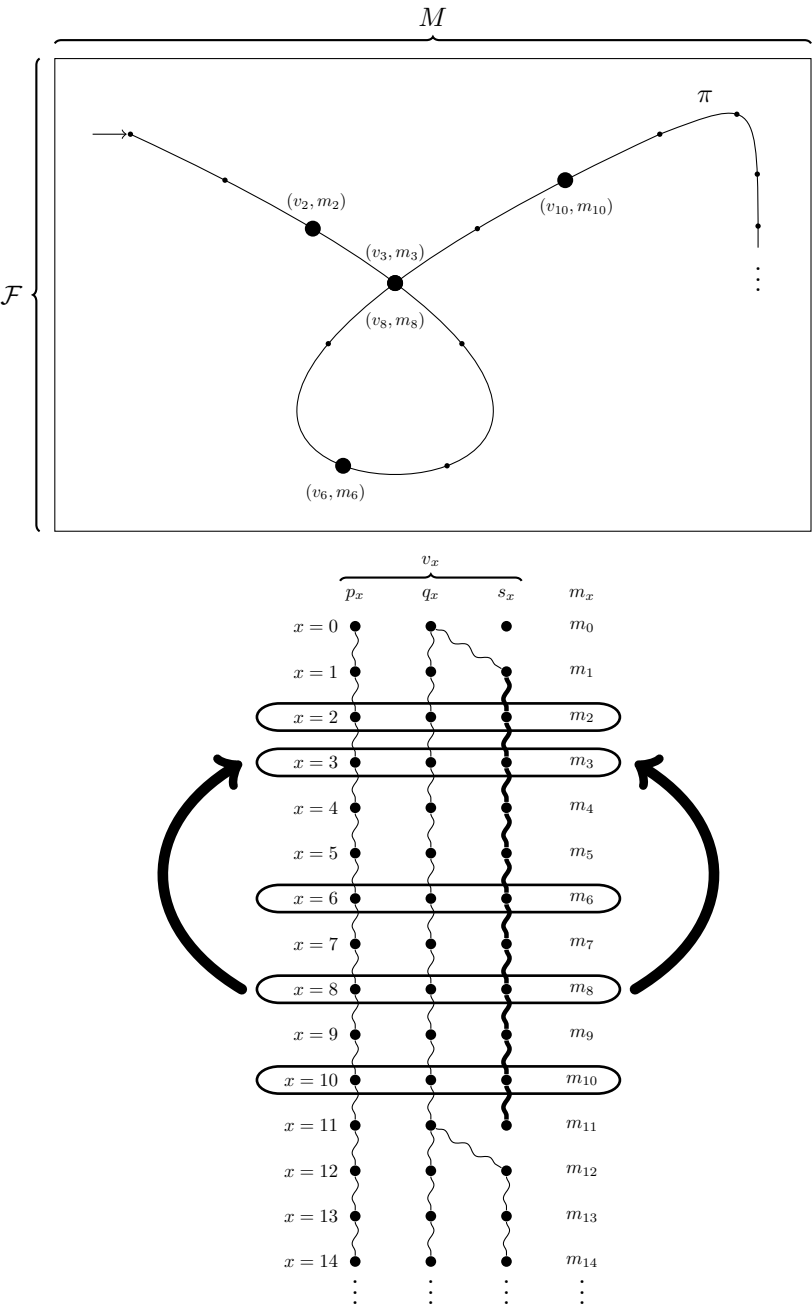 M
π
(v₂, m₂)
(v₁₀, m₁₀)
(v₃, m₃)
ℱ
(v₈, m₈)
(v₆, m₆)
vₓ
pₓ qₓ sₓ mₓ
x = 0 m₀
x = 1 m₁
x = 2 m₂
x = 3 m₃
x = 4 m₄
x = 5 m₅
x = 6 m₆
x = 7 m₇
x = 8 m₈
x = 9 m₉
x = 10 m₁₀
x = 11 m₁₁
x = 12 m₁₂
x = 13 m₁₃
x = 14 m₁₄